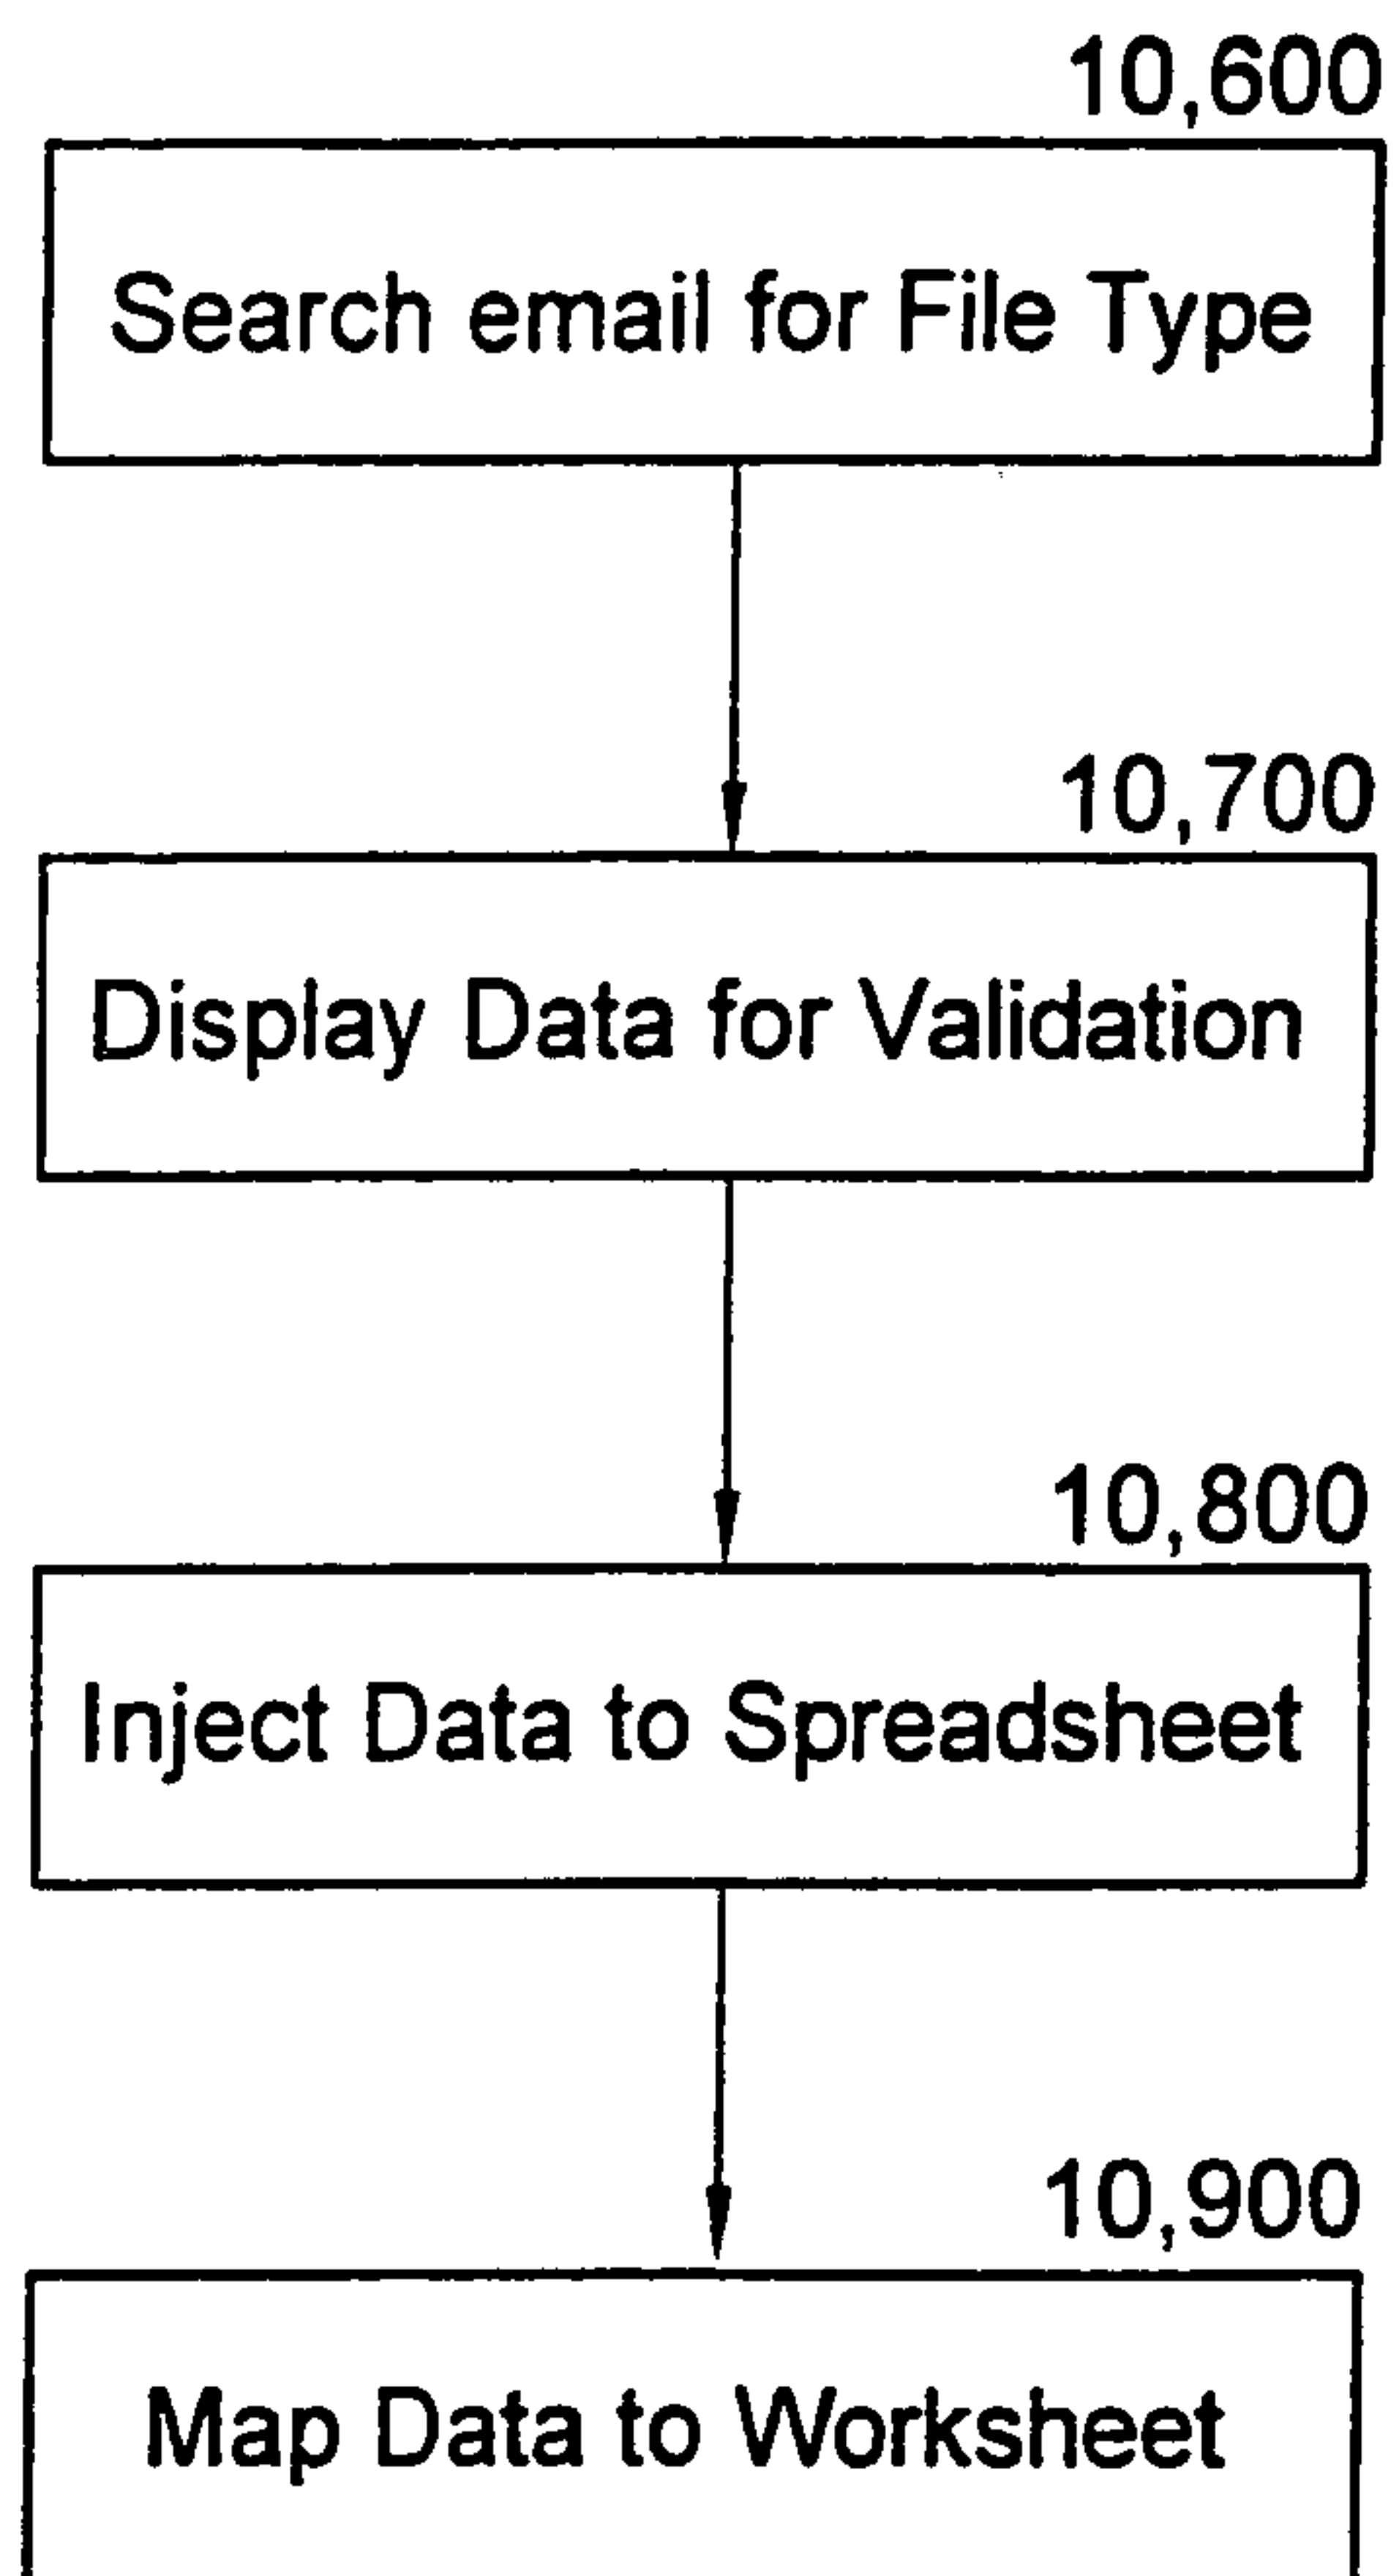 10,600
Search email for File Type
10,700
Display Data for Validation
10,800
Inject Data to Spreadsheet
10,900
Map Data to Worksheet